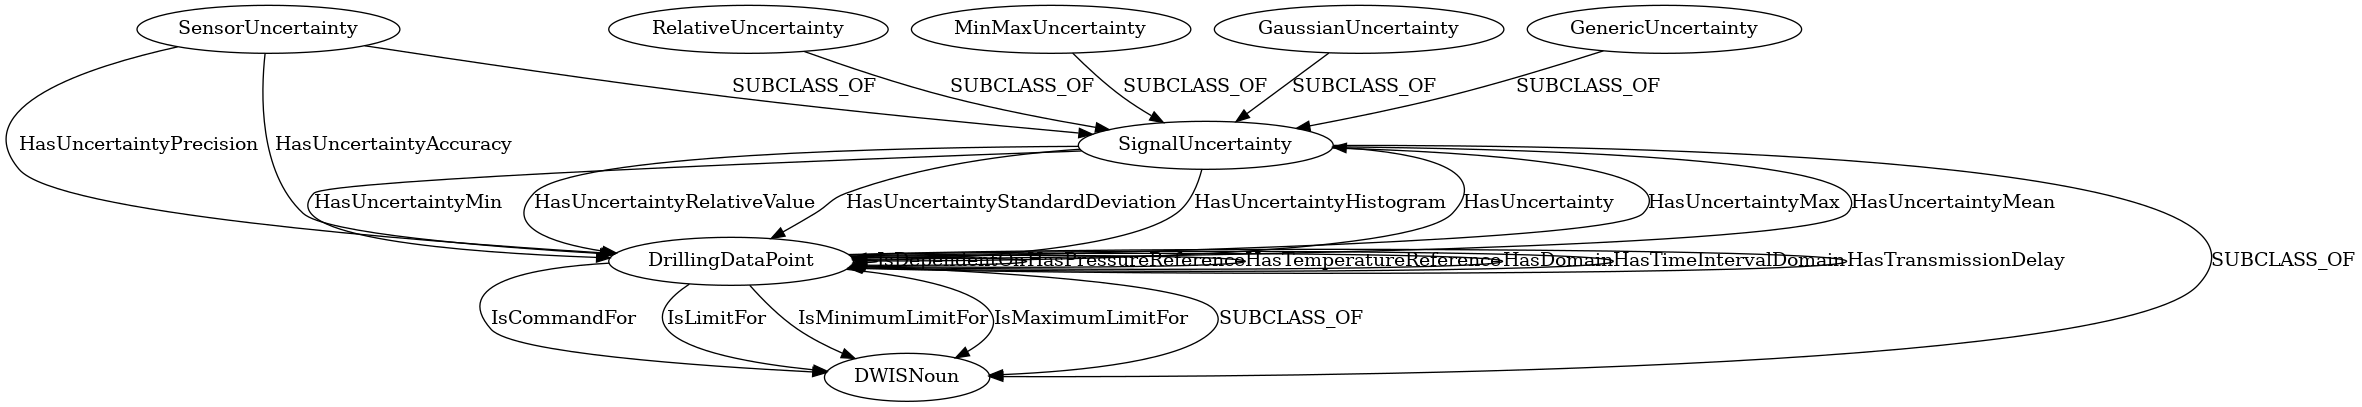 SensorUncertainty
RelativeUncertainty
MinMaxUncertainty
GaussianUncertainty
GenericUncertainty
SUBCLASS_OF
SUBCLASS_OF
SUBCLASS_OF
SUBCLASS_OF
SUBCLASS_OF
HasUncertaintyPrecision
HasUncertaintyAccuracy
SignalUncertainty
HasUncertaintyMin
HasUncertaintyRelativeValue
HasUncertaintyStandardDeviation
HasUncertaintyHistogram
HasUncertainty
HasUncertaintyMax
HasUncertaintyMean
DrillingDataPoint
IsDependentOn
HasPressureReference
HasTemperatureReference
HasDomain
HasTimeIntervalDomain
HasTransmissionDelay
SUBCLASS_OF
IsCommandFor
IsLimitFor
IsMinimumLimitFor
IsMaximumLimitFor
SUBCLASS_OF
DWISNoun